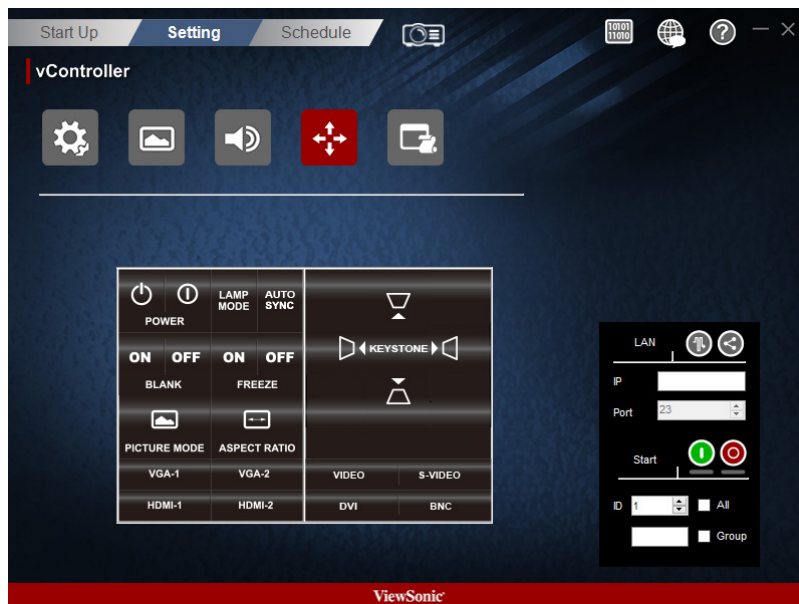 Start Up Setting Schedule
10101
11010
?
vController
LAMP MODE
AUTO SYNC
POWER
KEYSTONE
ON OFF ON OFF
BLANK FREEZE
PICTURE MODE ASPECT RATIO
VGA-1 VGA-2 VIDEO S-VIDEO
HDMI-1 HDMI-2 DVI BNC
LAN
IP
Port 23
Start
ID 1 All
Group
ViewSonic